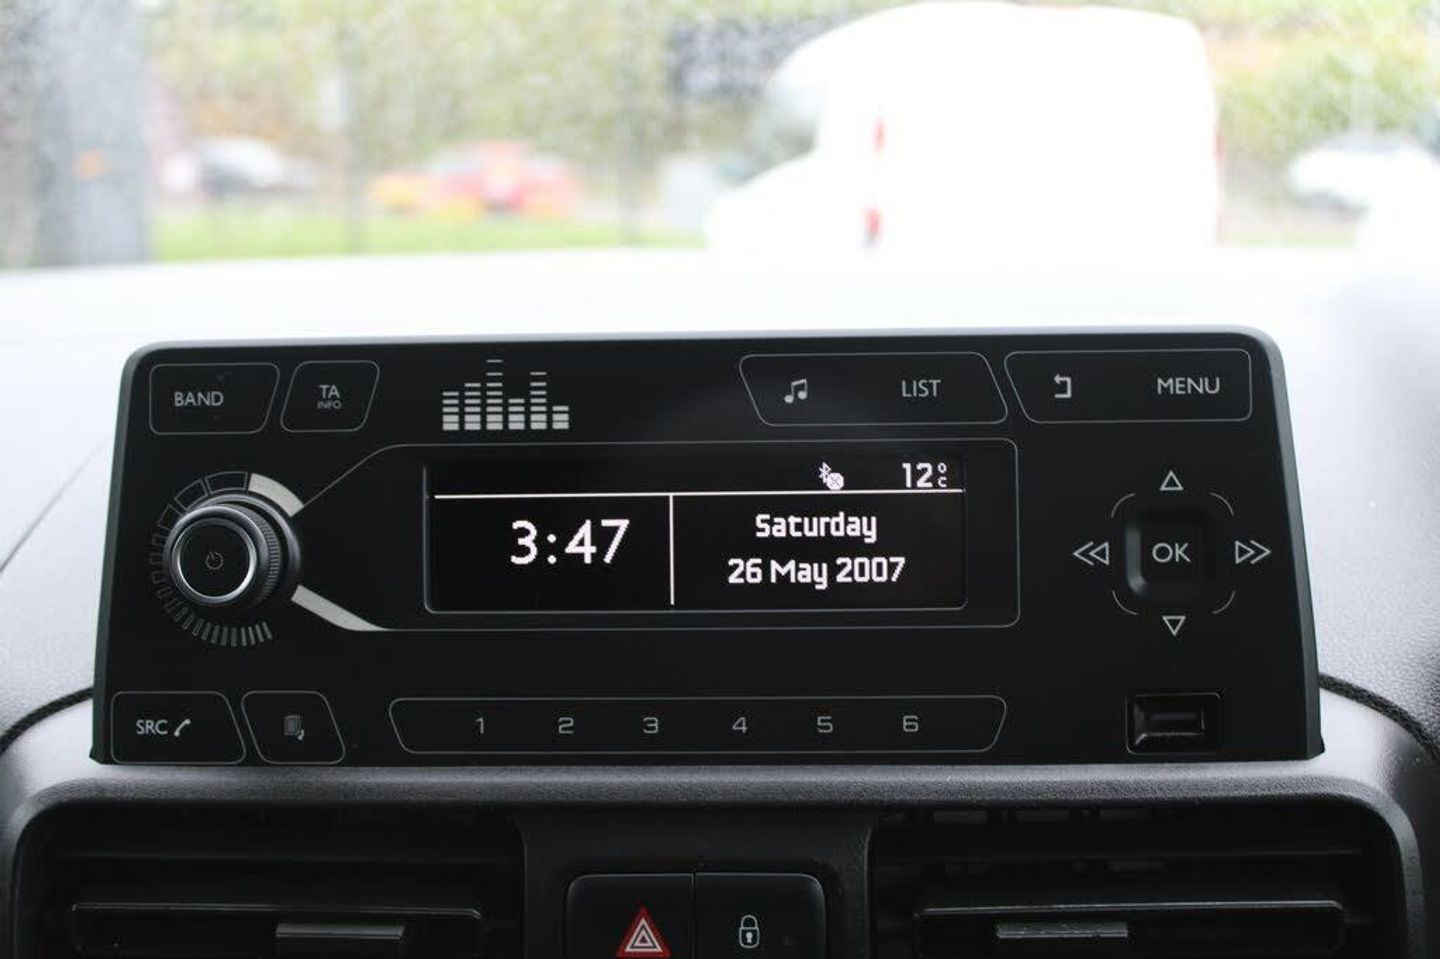 BAND
TA
INFO
LIST
MENU
12°C
3:47
Saturday
26 May 2007
OK
SRC
1 2 3 4 5 6